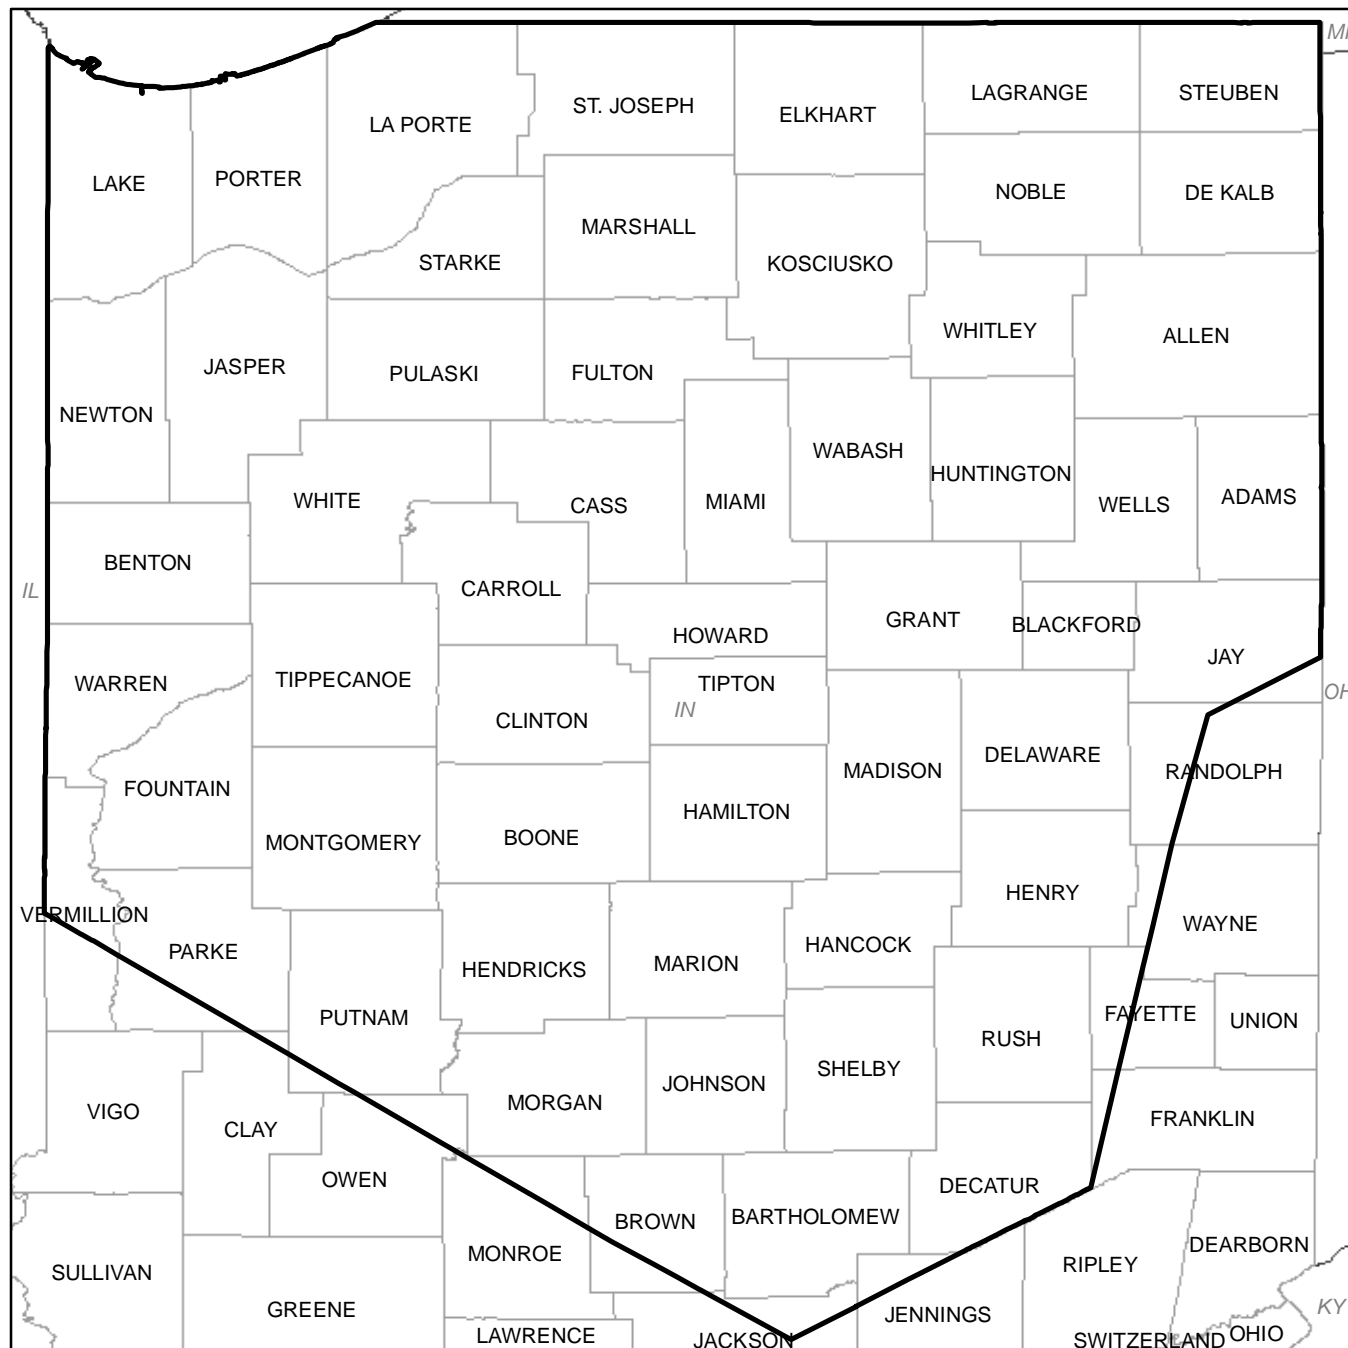 MI
LAGRANGE
STEUBEN
ST. JOSEPH
ELKHART
LA PORTE
LAKE
PORTER
NOBLE
DE KALB
MARSHALL
STARKE
KOSCIUSKO
WHITLEY
ALLEN
JASPER
PULASKI
FULTON
NEWTON
WABASH
HUNTINGTON
WHITE
CASS
MIAMI
WELLS
ADAMS
BENTON
IL
CARROLL
GRANT
BLACKFORD
HOWARD
JAY
WARREN
TIPPECANOE
TIPTON
OH
IN
CLINTON
DELAWARE
MADISON
RANDOLPH
FOUNTAIN
HAMILTON
MONTGOMERY
BOONE
HENRY
VERMILLION
WAYNE
PARKE
HANCOCK
HENDRICKS
MARION
PUTNAM
FAYETTE
UNION
RUSH
SHELBY
JOHNSON
MORGAN
VIGO
CLAY
FRANKLIN
OWEN
DECATUR
BROWN
BARTHOLOMEW
MONROE
DEARBORN
SULLIVAN
RIPLEY
GREENE
KY
JENNINGS
LAWRENCE
JACKSON
SWITZERLAND
OHIO